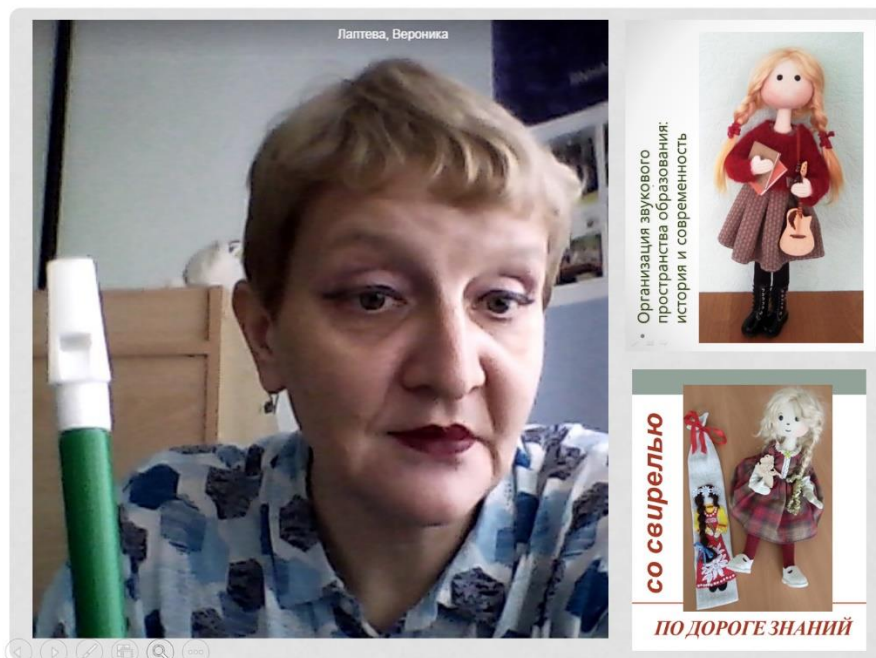 Лаптева, Вероника
• Организация звукового
пространства образования:
история и современность
со свирелью
ПО ДОРОГЕ ЗНАНИЙ